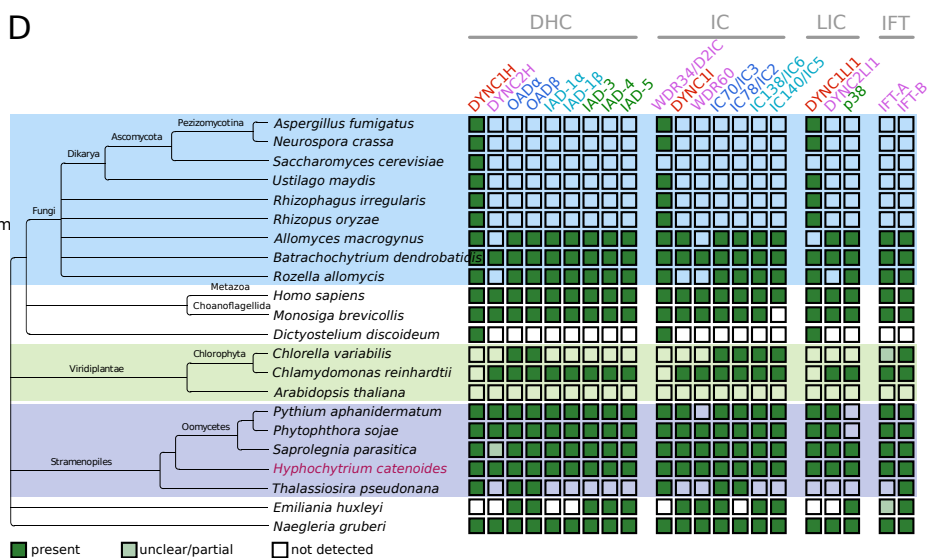 D
DHC IC LIC IFT
DYNC1H DYNC2H OADα OADβ IAD-1α IAD-1β IAD-3 IAD-4 IAD-5 WDR34/D2IC DYNC1I WDR60 IC70/IC3 IC78/IC2 IC138/IC6 IC140/IC5 DYNC1LI1 DYNC2LI1 p38 IFT-A IFT-B
Pezizomycotina Aspergillus fumigatus
Ascomycota Neurospora crassa
Dikarya Saccharomyces cerevisiae
Ustilago maydis
Rhizophagus irregularis
Fungi Rhizopus oryzae
m
Allomyces macrogynus
Batrachochytrium dendrobatidis
Rozella allomycis
Metazoa Homo sapiens
Choanoflagellida Monosiga brevicollis
Dictyostelium discoideum
Chlorophyta Chlorella variabilis
Viridiplantae Chlamydomonas reinhardtii
Arabidopsis thaliana
Pythium aphanidermatum
Oomycetes Phytophthora sojae
Saprolegnia parasitica
Stramenopiles Hyphochytrium catenoides
Thalassiosira pseudonana
Emiliania huxleyi
Naegleria gruberi
present unclear/partial not detected